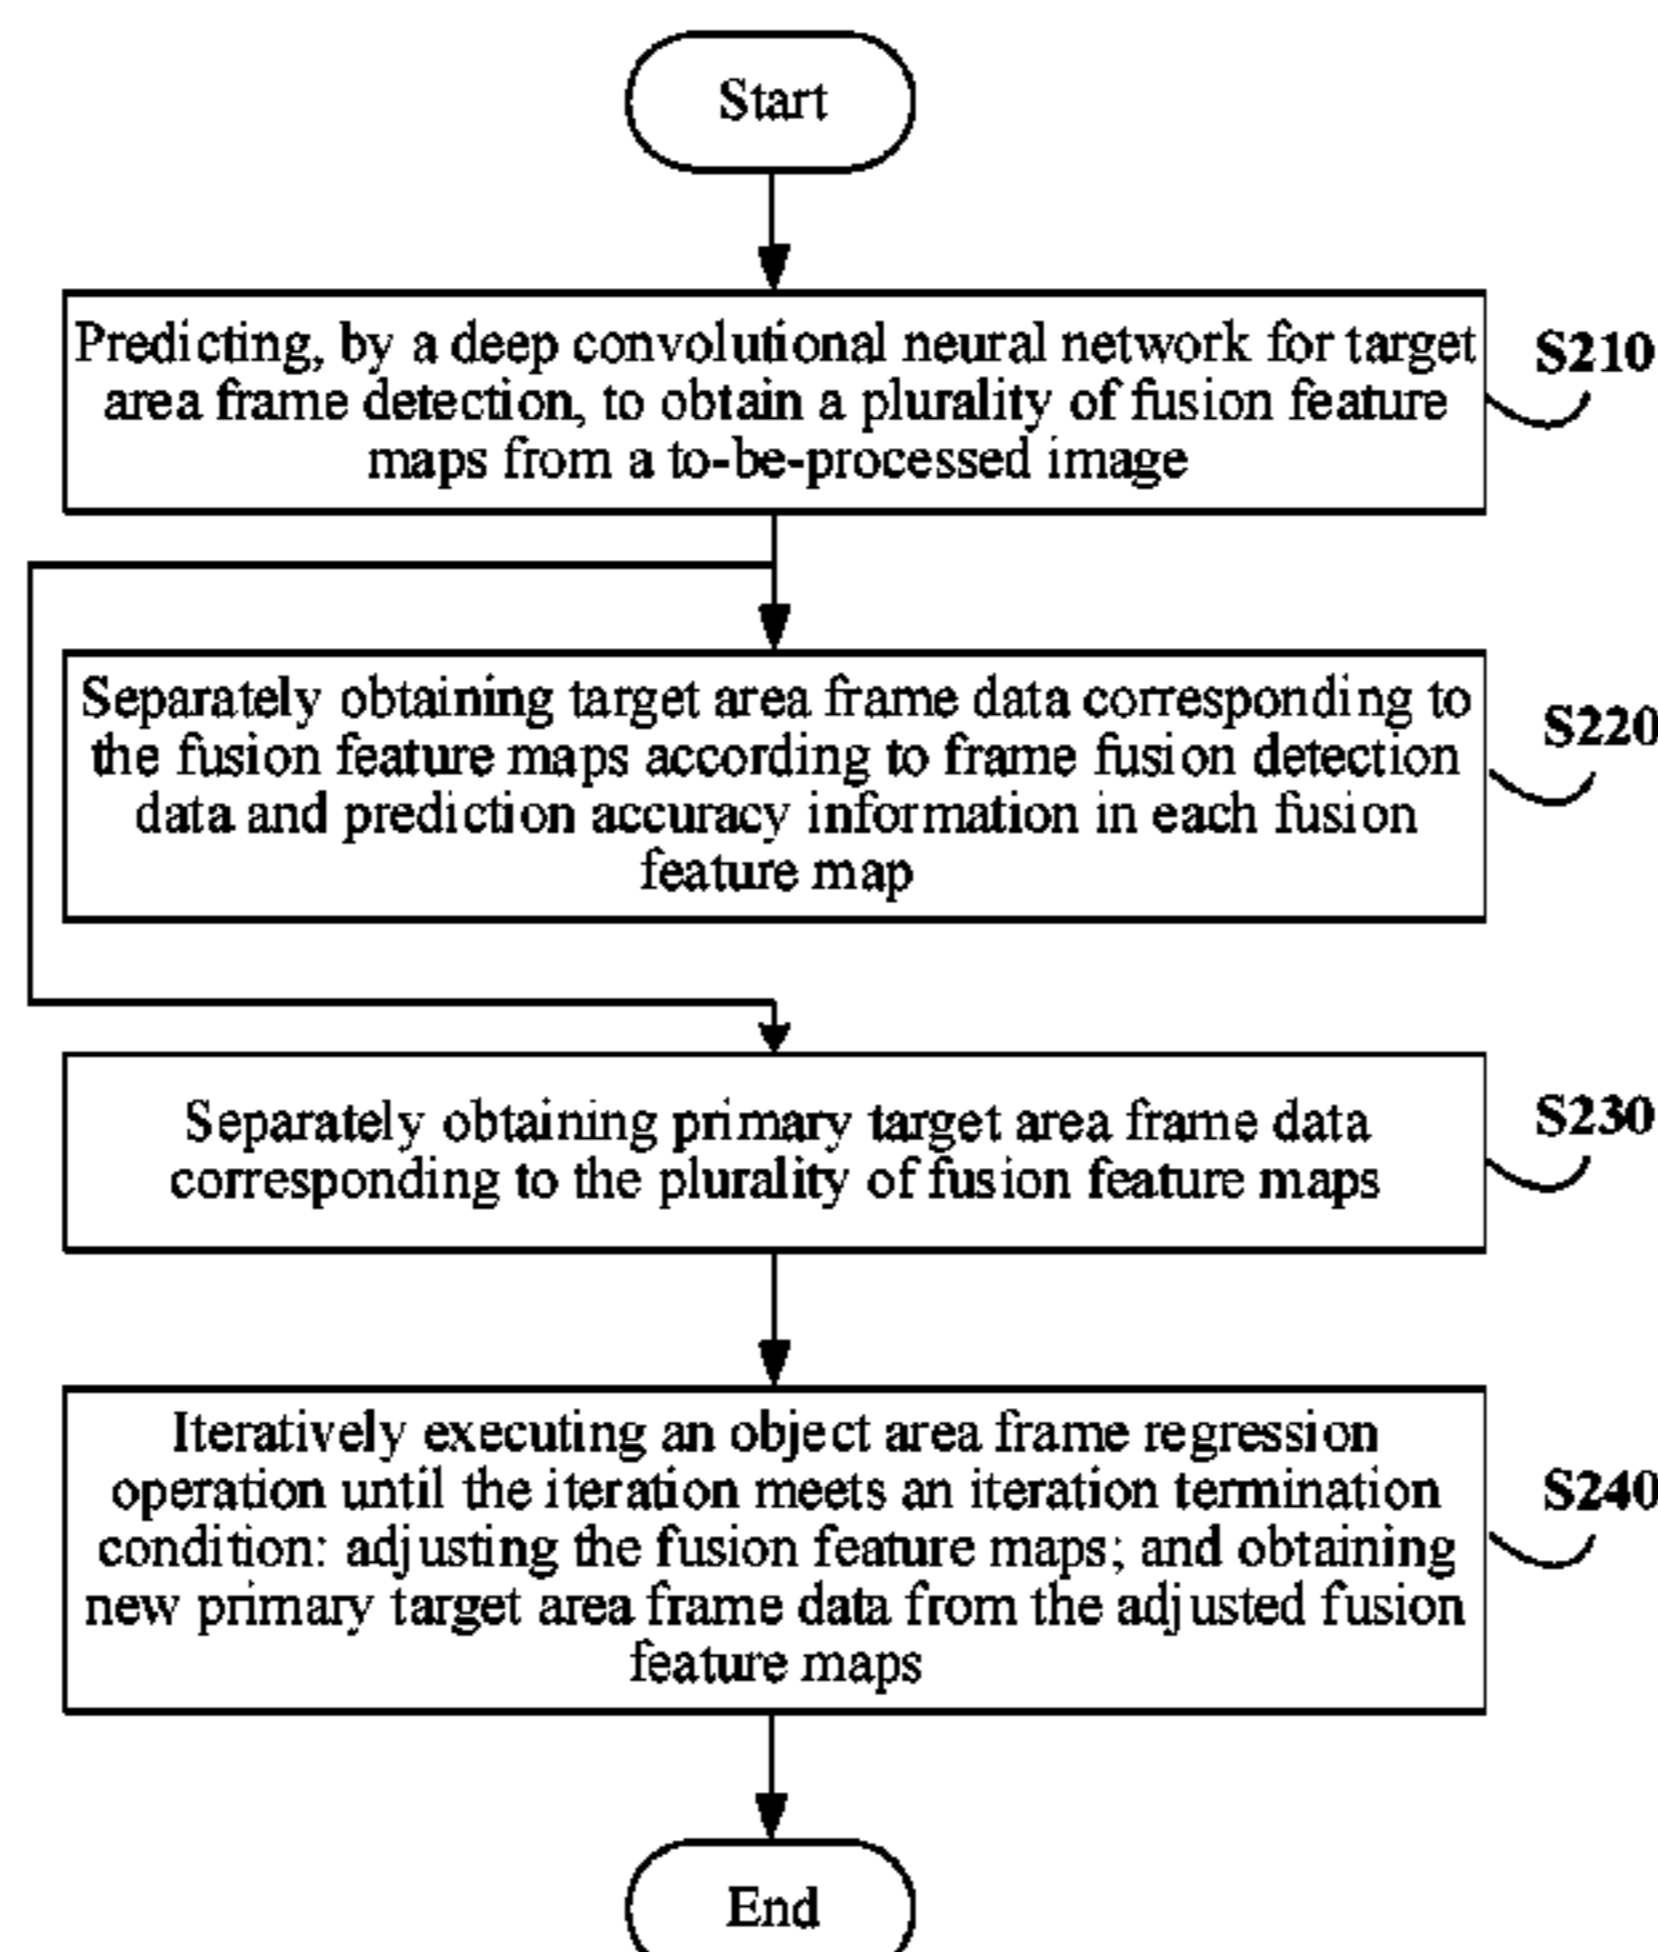 Start
Predicting, by a deep convolutional neural network for target
area frame detection, to obtain a plurality of fusion feature
maps from a to-be-processed image
S210
Separately obtaining target area frame data corresponding to
the fusion feature maps according to frame fusion detection
data and prediction accuracy information in each fusion
feature map
S220
Separately obtaining primary target area frame data
corresponding to the plurality of fusion feature maps
S230
Iteratively executing an object area frame regression
operation until the iteration meets an iteration termination
condition: adjusting the fusion feature maps; and obtaining
new primary target area frame data from the adjusted fusion
feature maps
S240
End